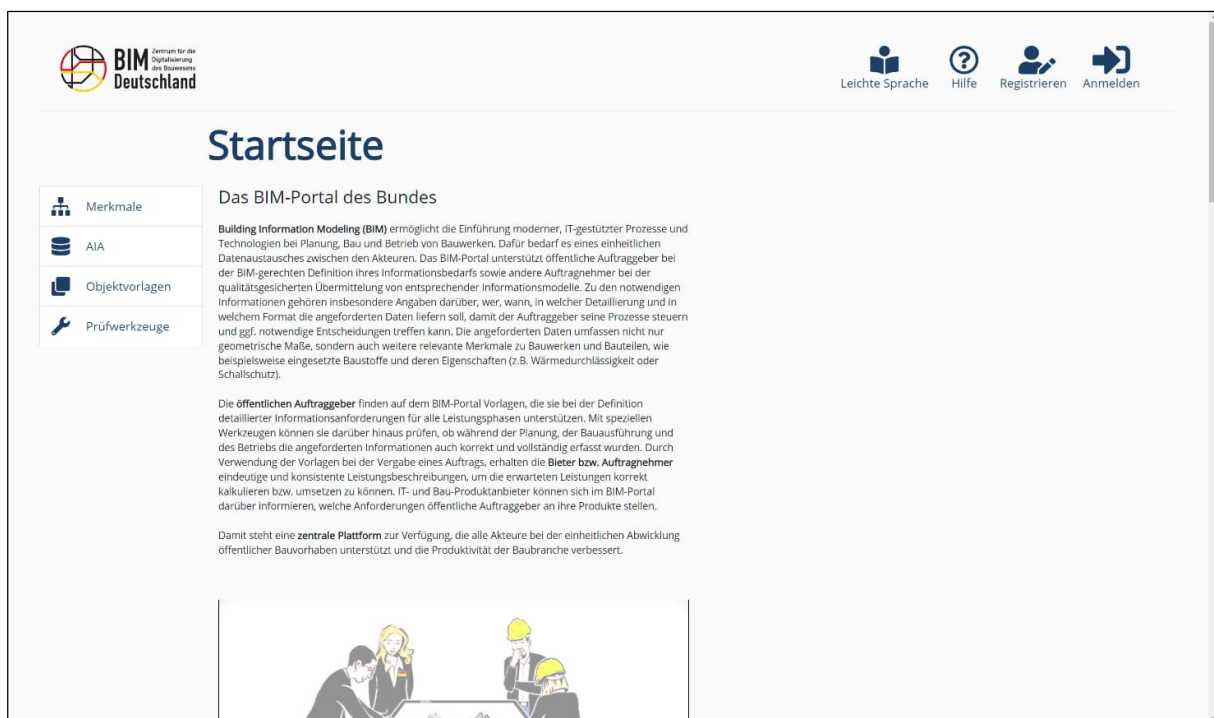 BIM
Deutschland
Zentrum für die
Digitalisierung
des Bauwesens
Leichte Sprache
Hilfe
Registrieren
Anmelden
Startseite
Merkmale
AIA
Objektvorlagen
Prüfwerkzeuge
Das BIM-Portal des Bundes
Building Information Modeling (BIM) ermöglicht die Einführung moderner, IT-gestützter Prozesse und
Technologien bei Planung, Bau und Betrieb von Bauwerken. Dafür bedarf es eines einheitlichen
Datenaustausches zwischen den Akteuren. Das BIM-Portal unterstützt öffentliche Auftraggeber bei
der BIM-gerechten Definition ihres Informationsbedarfs sowie andere Auftragnehmer bei der
qualitätsgesicherten Übermittelung von entsprechender Informationsmodelle. Zu den notwendigen
Informationen gehören insbesondere Angaben darüber, wer, wann, in welcher Detaillierung und in
welchem Format die angeforderten Daten liefern soll, damit der Auftraggeber seine Prozesse steuern
und ggf. notwendige Entscheidungen treffen kann. Die angeforderten Daten umfassen nicht nur
geometrische Maße, sondern auch weitere relevante Merkmale zu Bauwerken und Bauteilen, wie
beispielsweise eingesetzte Baustoffe und deren Eigenschaften (z.B. Wärmedurchlässigkeit oder
Schallschutz).
Die öffentlichen Auftraggeber finden auf dem BIM-Portal Vorlagen, die sie bei der Definition
detaillierter Informationsanforderungen für alle Leistungsphasen unterstützen. Mit speziellen
Werkzeugen können sie darüber hinaus prüfen, ob während der Planung, der Bauausführung und
des Betriebs die angeforderten Informationen auch korrekt und vollständig erfasst wurden. Durch
Verwendung der Vorlagen bei der Vergabe eines Auftrags, erhalten die Bieter bzw. Auftragnehmer
eindeutige und konsistente Leistungsbeschreibungen, um die erwarteten Leistungen korrekt
kalkulieren bzw. umsetzen zu können. IT- und Bau-Produktanbieter können sich im BIM-Portal
darüber informieren, welche Anforderungen öffentliche Auftraggeber an ihre Produkte stellen.
Damit steht eine zentrale Plattform zur Verfügung, die alle Akteure bei der einheitlichen Abwicklung
öffentlicher Bauvorhaben unterstützt und die Produktivität der Baubranche verbessert.